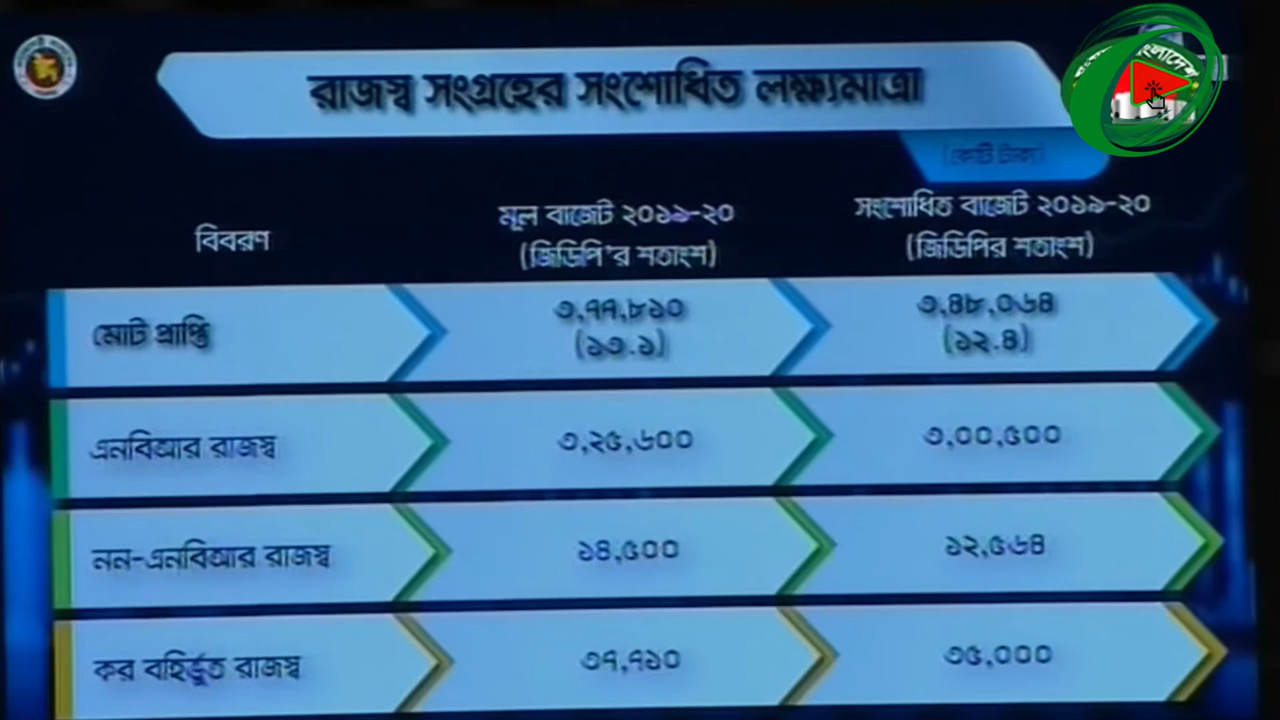 রাজস্ব সংগ্রহের সংশোধিত লক্ষ্যমাত্রা
(কোটি টাকা)
বিবরণ
মূল বাজেট ২০১৯-২০
(জিডিপি'র শতাংশ)
সংশোধিত বাজেট ২০১৯-২০
(জিডিপির শতাংশ)
মোট প্রাপ্তি
৩,৭৭,৮১০
(১৩.১)
৩,৪৮,০৬৪
(১২.৪)
এনবিআর রাজস্ব
৩,২৫,৬০০
৩,০০,৫০০
নন-এনবিআর রাজস্ব
১৪,৫০০
১২,৫৬৪
কর বহির্ভূত রাজস্ব
৩৭,৭১০
৩৫,০০০